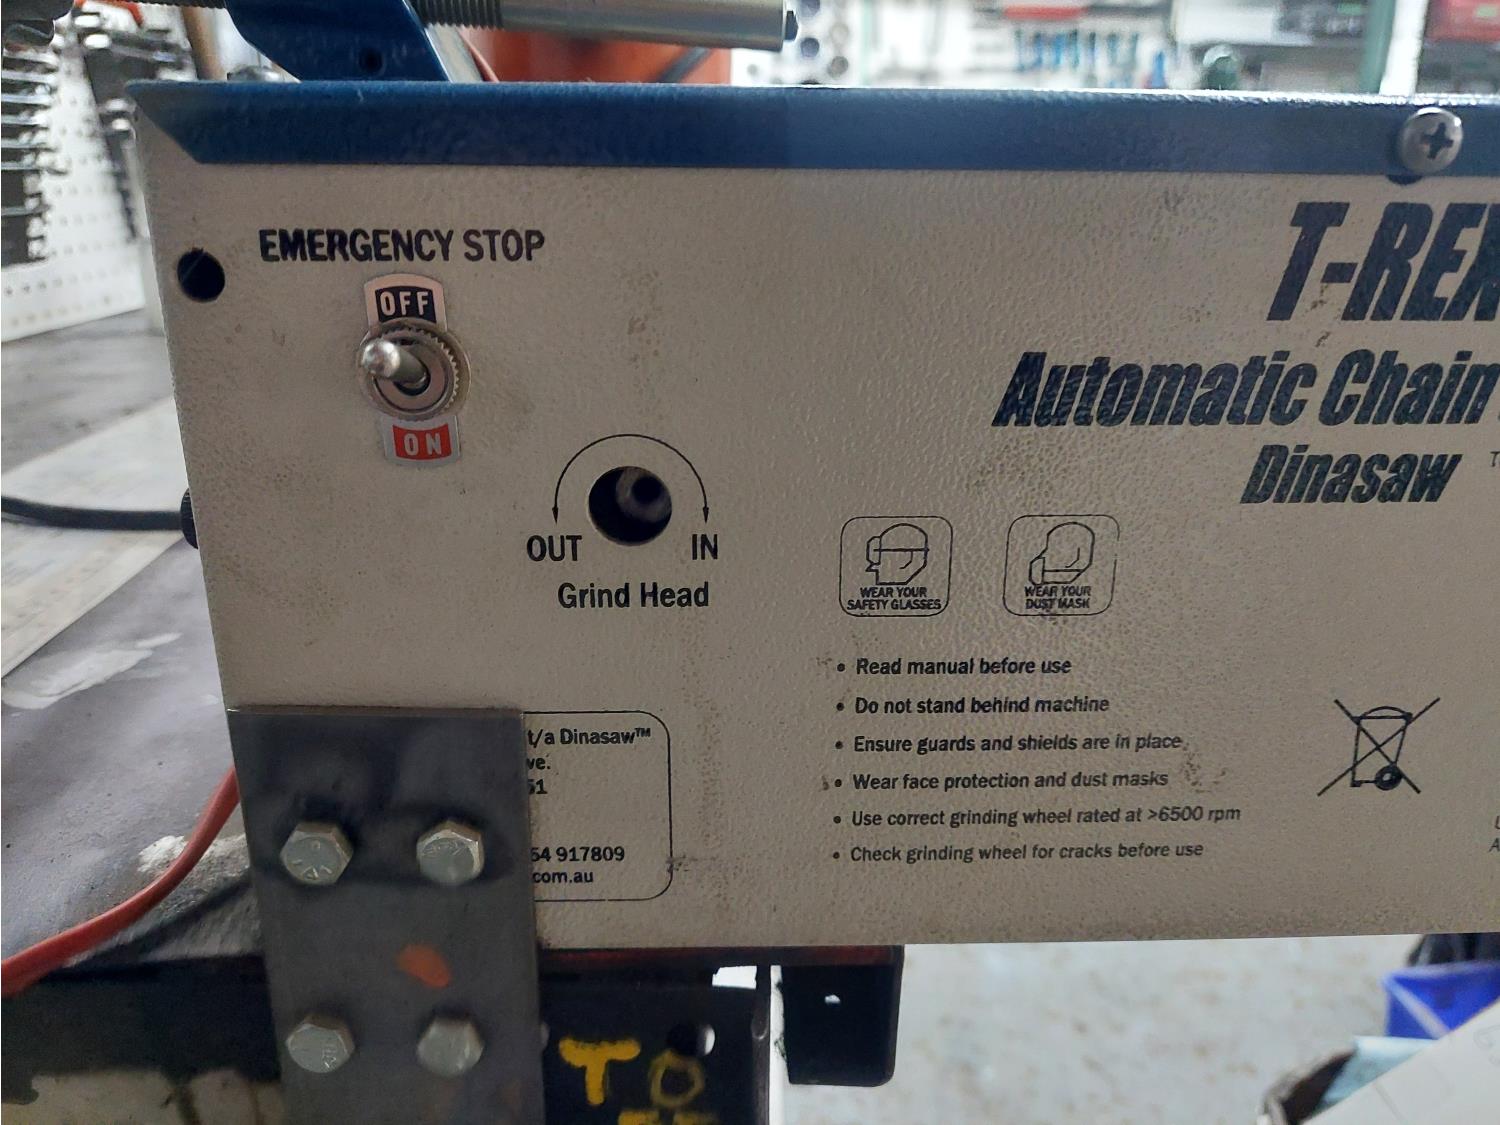 EMERGENCY STOP
OFF
ON
OUT IN
Grind Head
T-REX
Automatic Chain
Dinasaw
WEAR YOUR
SAFETY GLASSES
WEAR YOUR
DUST MASK
• Read manual before use
• Do not stand behind machine
• Ensure guards and shields are in place
• Wear face protection and dust masks
• Use correct grinding wheel rated at >6500 rpm
• Check grinding wheel for cracks before use
t/a Dinasaw™
ve.
51
54 917809
com.au
TO